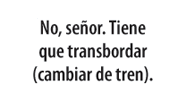 No, señor. Tiene
que transbordar
(cambiar de tren).